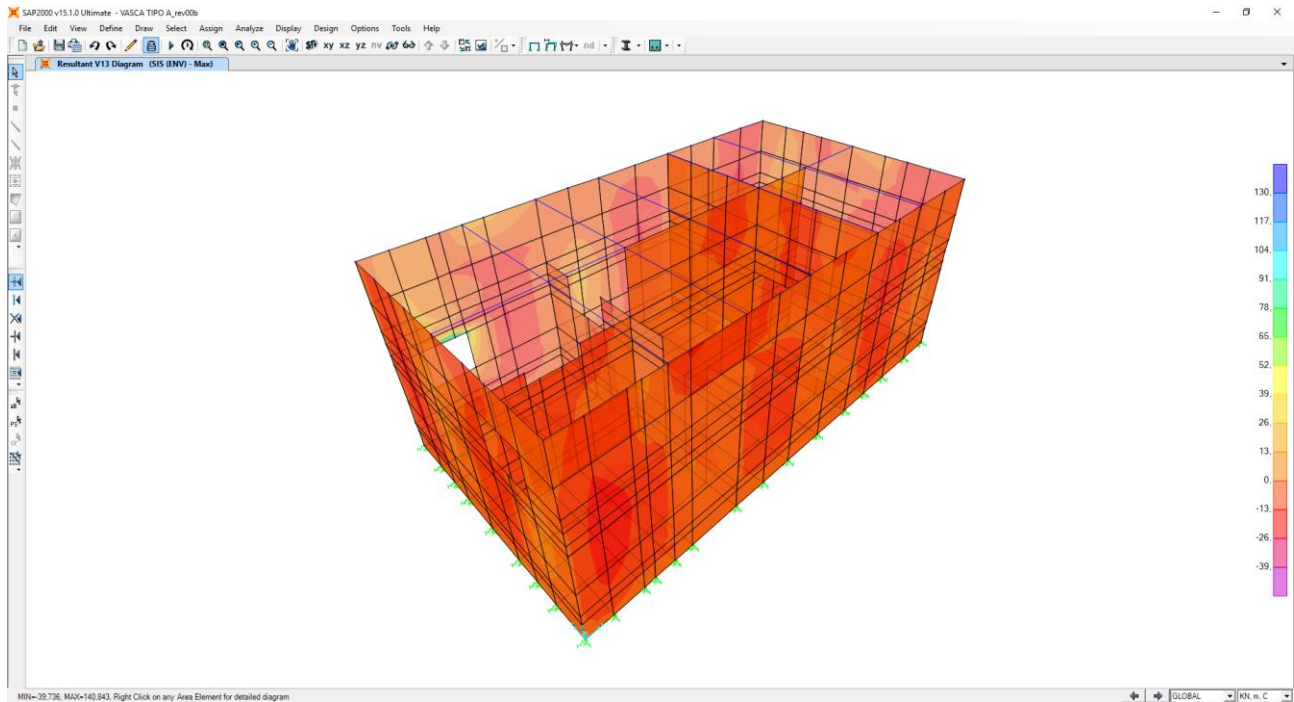 SAP2000 v15.1.0 Ultimate - VASCA TIPO A_rev00b
File Edit View Define Draw Select Assign Analyze Display Design Options Tools Help
xy xz yz nv nd
Resultant V13 Diagram (SIS (ENV) - Max)
130.
117.
104.
91.
78.
65.
52.
39.
26.
13.
0.
-13.
-26.
-39.
MIN=-39,736, MAX=140,843, Right Click on any Area Element for detailed diagram
GLOBAL
KN, m, C